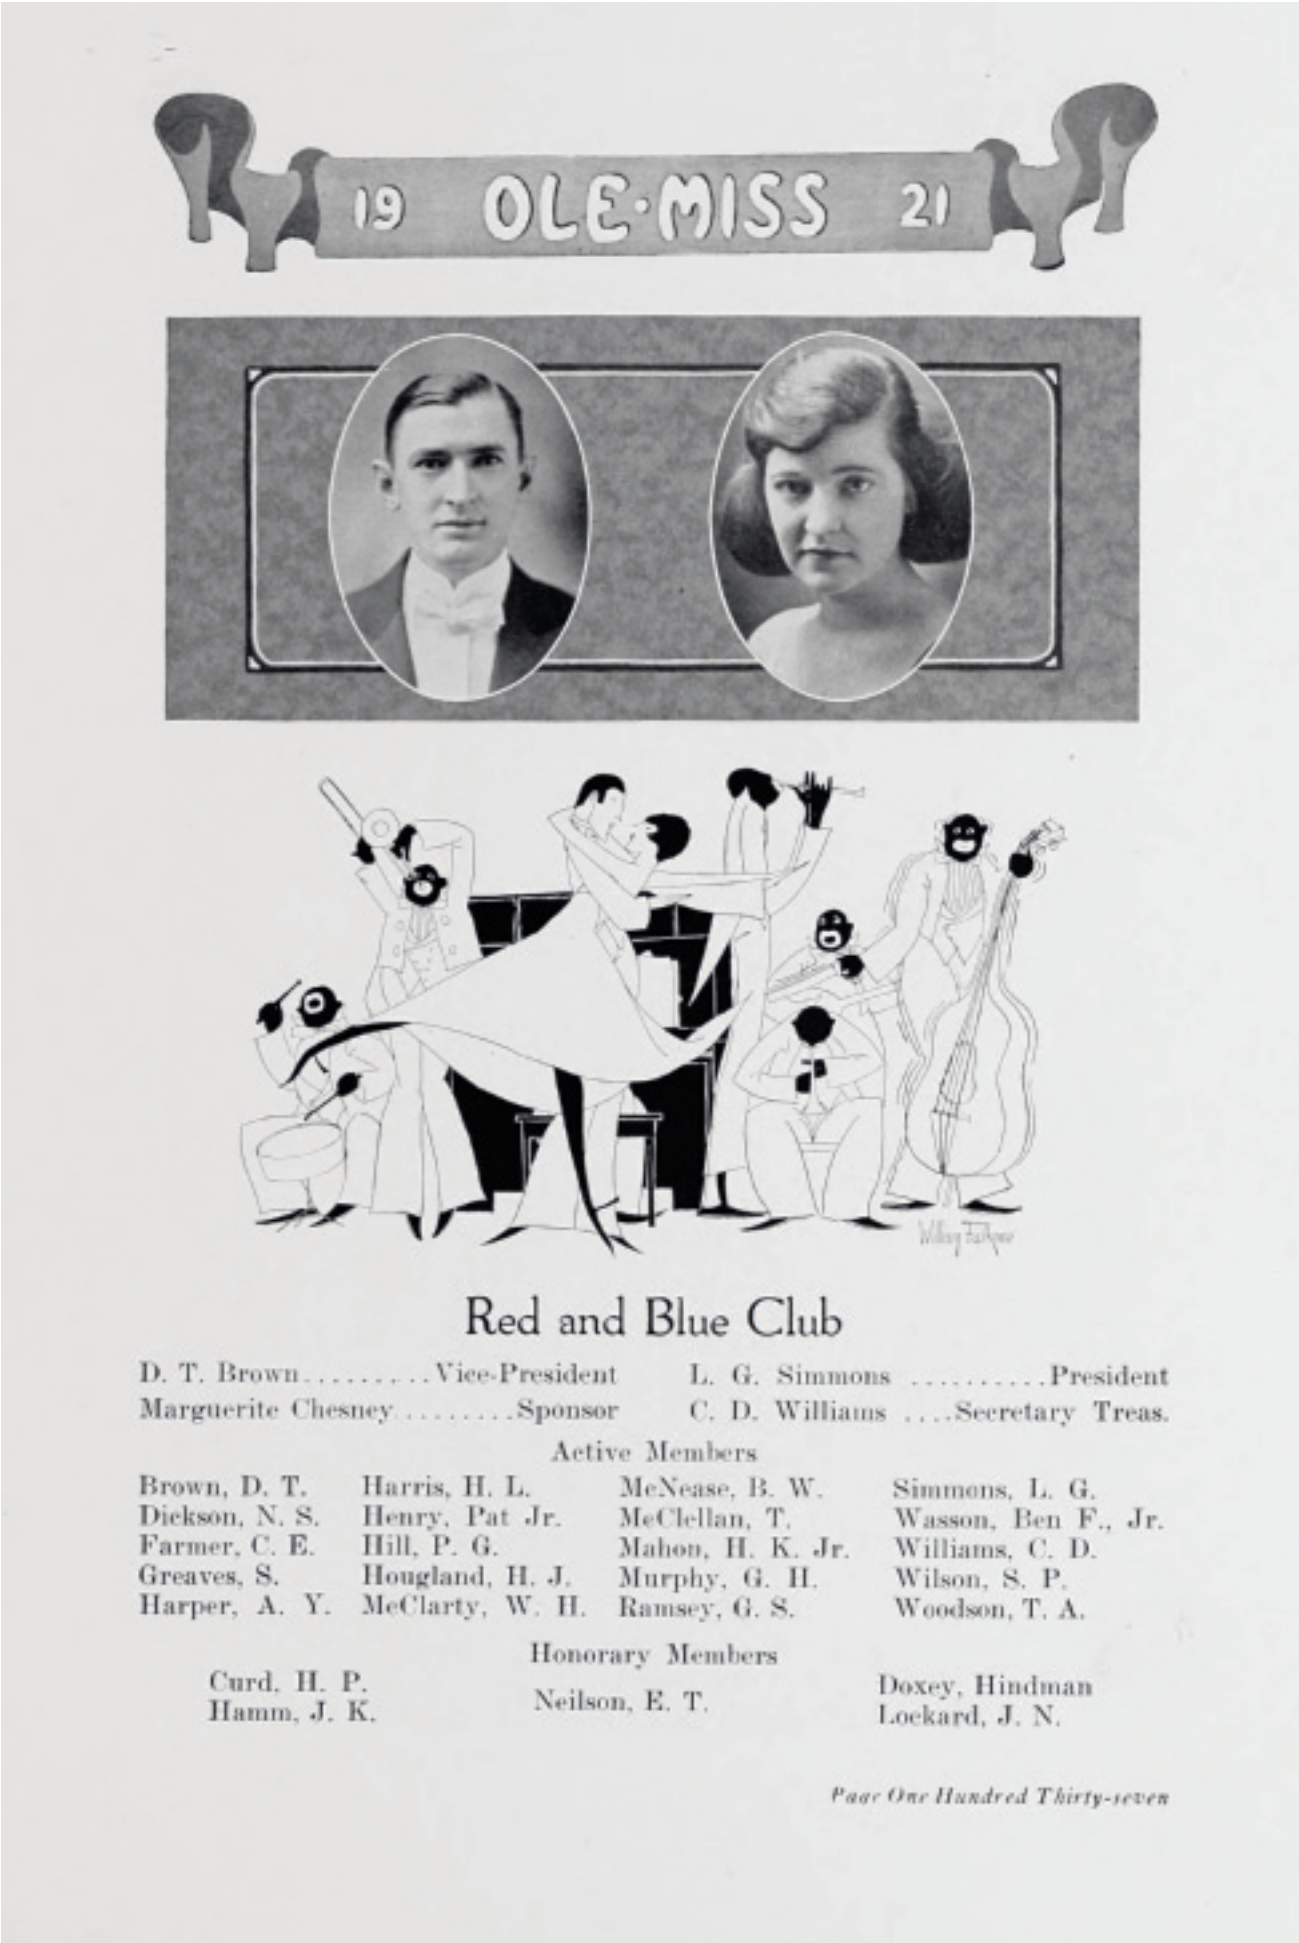 19 OLE·MISS 21
William Faulkner
Red and Blue Club
D. T. Brown..........Vice-President
L. G. Simmons ..........President
Marguerite Chesney.........Sponsor
C. D. Williams ....Secretary Treas.
Active Members
Brown, D. T. Harris, H. L. McNease, B. W. Simmons, L. G.
Dickson, N. S. Henry, Pat Jr. McClellan, T. Wasson, Ben F., Jr.
Farmer, C. E. Hill, P. G. Mahon, H. K. Jr. Williams, C. D.
Greaves, S. Hougland, H. J. Murphy, G. H. Wilson, S. P.
Harper, A. Y. McClarty, W. H. Ramsey, G. S. Woodson, T. A.
Honorary Members
Curd, H. P. Neilson, E. T. Doxey, Hindman
Hamm, J. K. Lockard, J. N.
Page One Hundred Thirty-seven